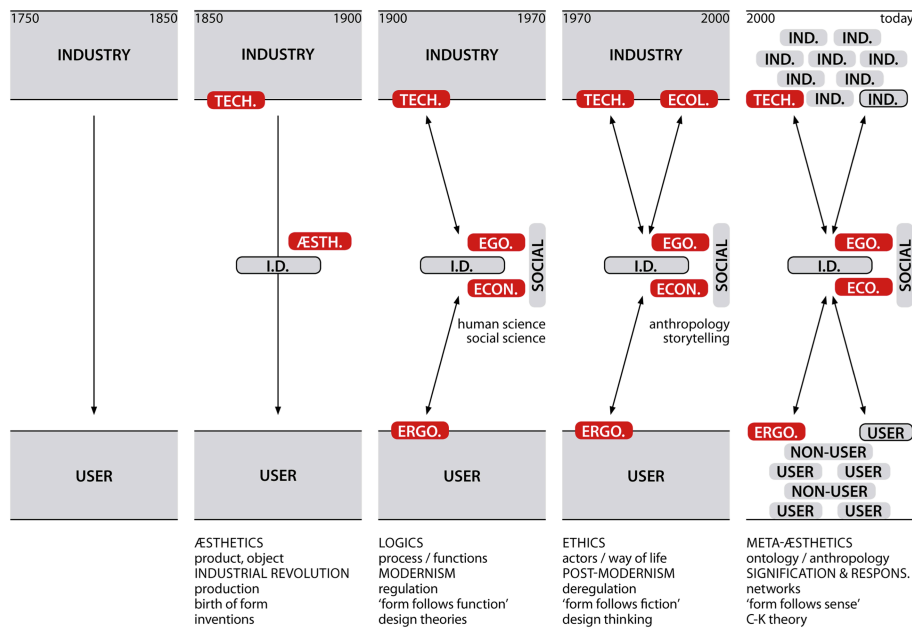 1750 1850
INDUSTRY
USER
1850 1900
INDUSTRY
TECH.
ÆSTH.
I.D.
USER
ÆSTHETICS
product, object
INDUSTRIAL REVOLUTION
production
birth of form
inventions
1900 1970
INDUSTRY
TECH.
EGO.
I.D.
ECON.
SOCIAL
human science
social science
ERGO.
USER
LOGICS
process / functions
MODERNISM
regulation
‘form follows function’
design theories
1970 2000
INDUSTRY
TECH. ECOL.
EGO.
I.D.
ECON.
SOCIAL
anthropology
storytelling
ERGO.
USER
ETHICS
actors / way of life
POST-MODERNISM
deregulation
‘form follows fiction’
design thinking
2000 today
IND. IND.
IND. IND. IND.
IND. IND.
TECH. IND. IND.
EGO.
I.D.
ECO.
SOCIAL
ERGO. USER
NON-USER
USER USER
NON-USER
USER USER
META-ÆSTHETICS
ontology / anthropology
SIGNIFICATION & RESPONS.
networks
‘form follows sense’
C-K theory